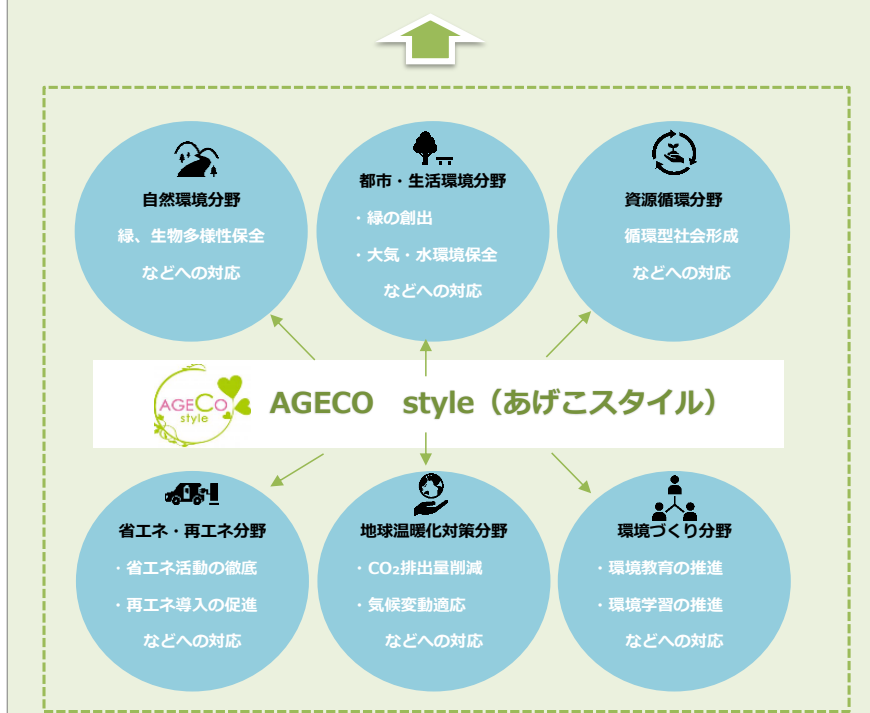 自然環境分野
緑、生物多様性保全
などへの対応
都市・生活環境分野
・緑の創出
・大気・水環境保全
などへの対応
資源循環分野
循環型社会形成
などへの対応
AGECO
style
AGECO　style（あげこスタイル）
省エネ・再エネ分野
・省エネ活動の徹底
・再エネ導入の促進
などへの対応
地球温暖化対策分野
・CO₂排出量削減
・気候変動適応
などへの対応
環境づくり分野
・環境教育の推進
・環境学習の推進
などへの対応